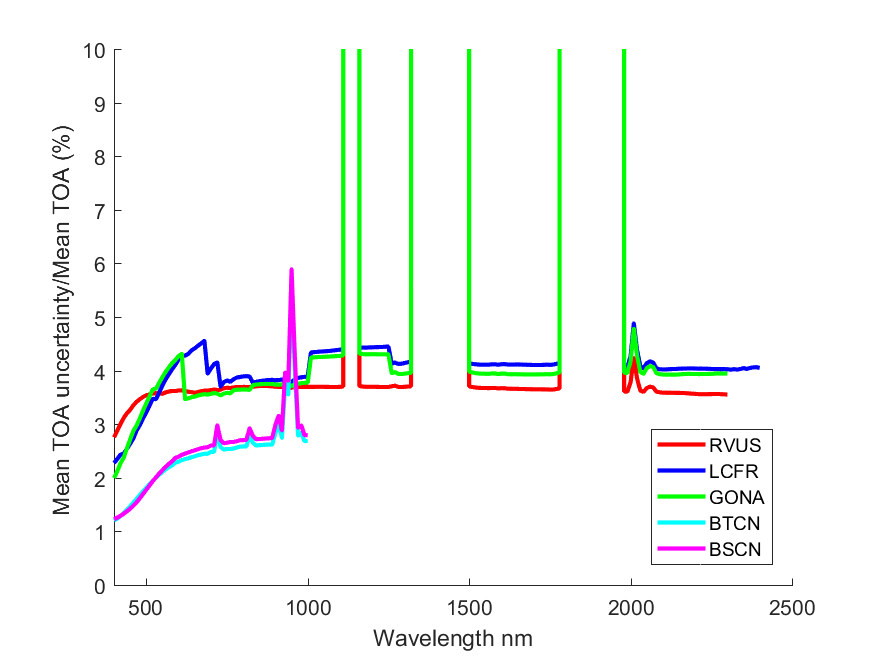 10
9
8
7
6
5
4
3
2
1
0
Mean TOA uncertainty/Mean TOA (%)
RVUS
LCFR
GONA
BTCN
BSCN
500 1000 1500 2000 2500
Wavelength nm